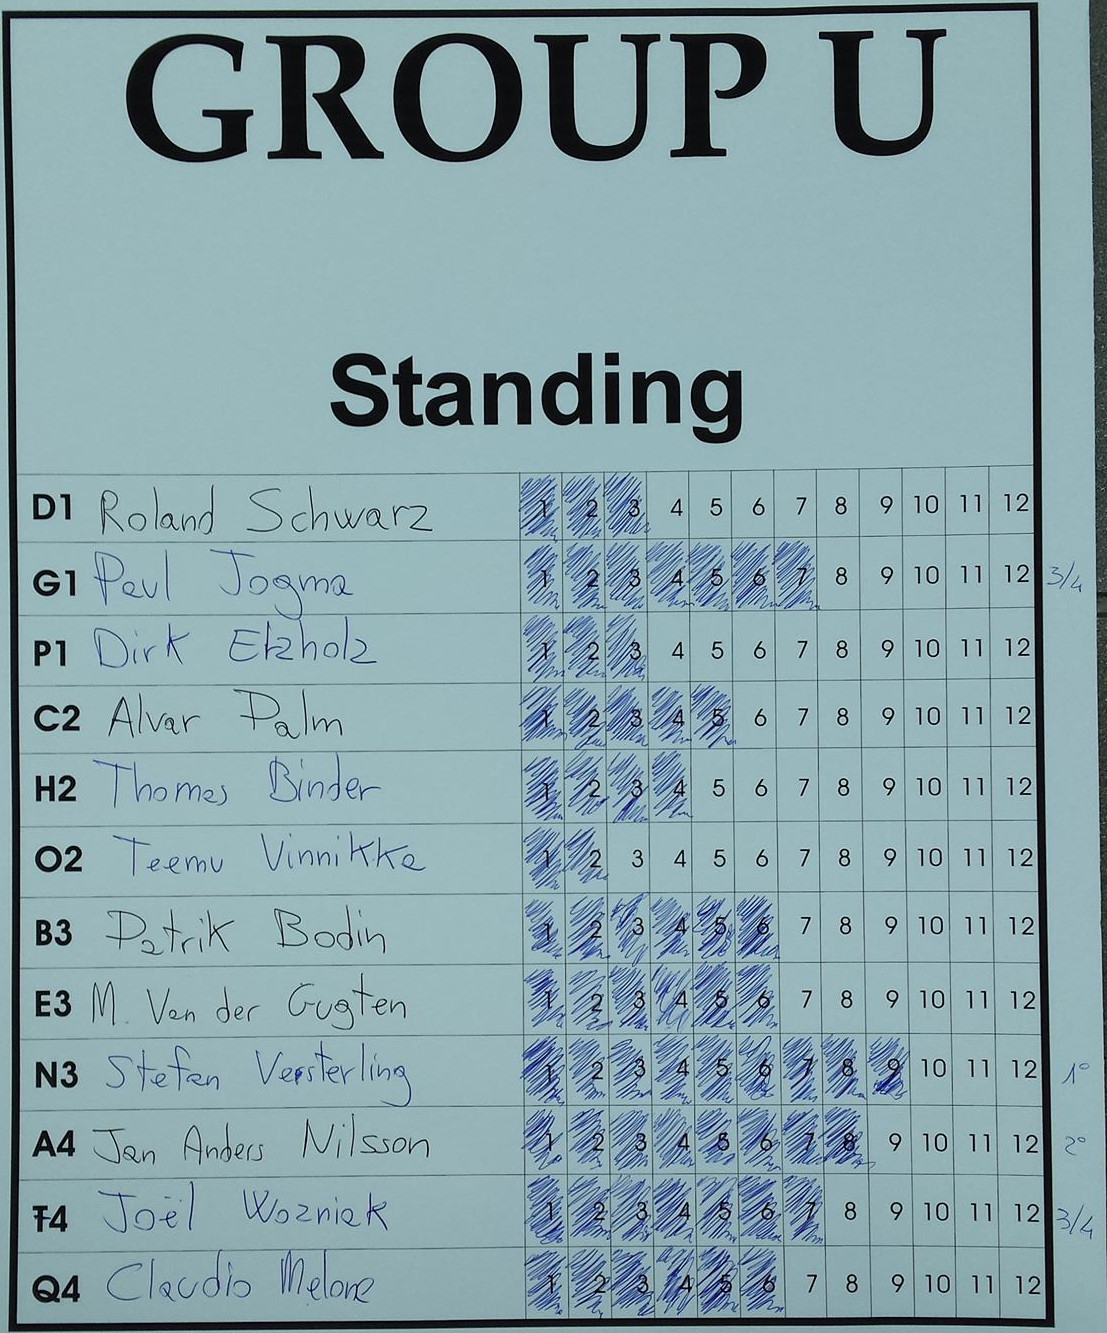 GROUP U
Standing
D1 Roland Schwarz 1 2 3 4 5 6 7 8 9 10 11 12
G1 Paul Jogma 1 2 3 4 5 6 7 8 9 10 11 12 3/4
P1 Dirk Elzholz 1 2 3 4 5 6 7 8 9 10 11 12
C2 Alvar Palm 1 2 3 4 5 6 7 8 9 10 11 12
H2 Thomas Binder 1 2 3 4 5 6 7 8 9 10 11 12
O2 Teemu Vinnikka 1 2 3 4 5 6 7 8 9 10 11 12
B3 Patrik Bodin 1 2 3 4 5 6 7 8 9 10 11 12
E3 M. Van der Gugten 1 2 3 4 5 6 7 8 9 10 11 12
N3 Stefan Vesterling 1 2 3 4 5 6 7 8 9 10 11 12 1°
A4 Jan Anders Nilsson 1 2 3 4 5 6 7 8 9 10 11 12 2°
T4 Joël Wozniak 1 2 3 4 5 6 7 8 9 10 11 12 3/4
Q4 Claudio Melone 1 2 3 4 5 6 7 8 9 10 11 12